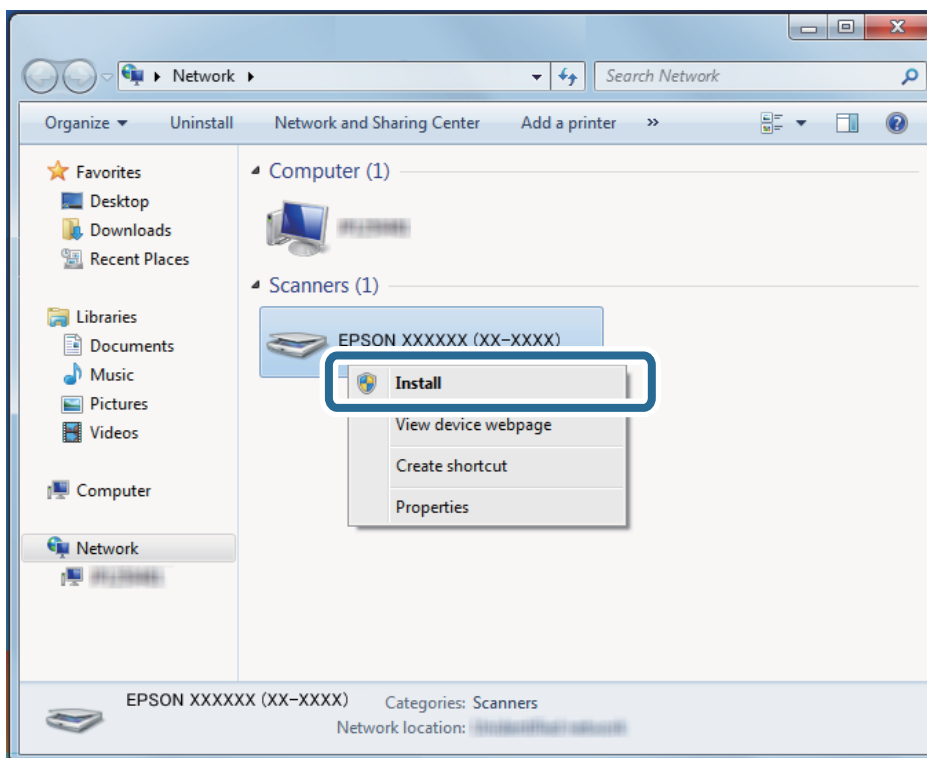 Network
Search Network
Organize Uninstall Network and Sharing Center Add a printer »
Favorites
Desktop
Downloads
Recent Places
Libraries
Documents
Music
Pictures
Videos
Computer
Network
Computer (1)
Scanners (1)
EPSON XXXXXX (XX-XXXX)
Install
View device webpage
Create shortcut
Properties
EPSON XXXXXX (XX-XXXX) Categories: Scanners
Network location: